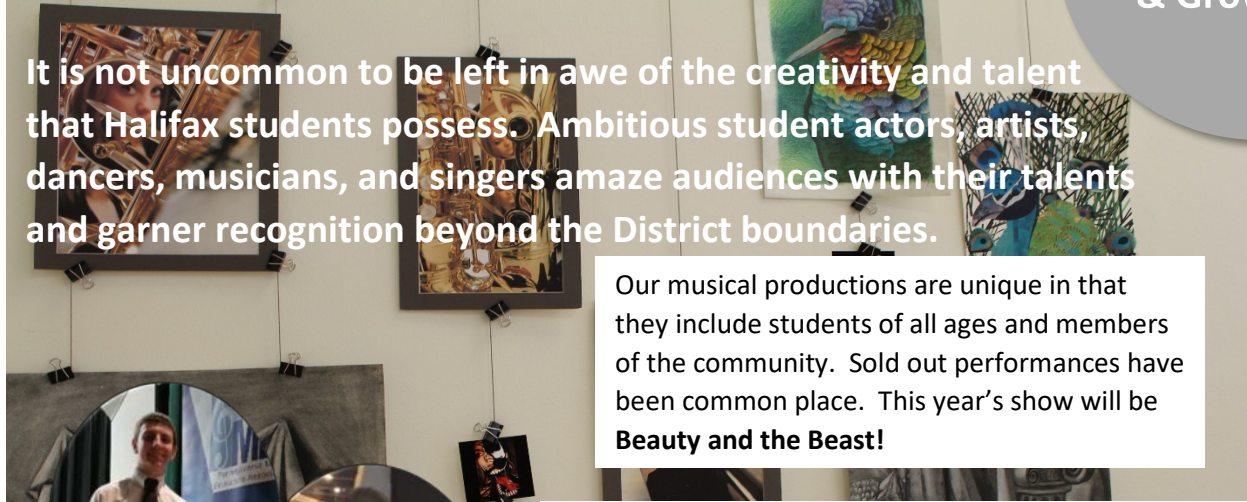 It is not uncommon to be left in awe of the creativity and talent
that Halifax students possess.  Ambitious student actors, artists,
dancers, musicians, and singers amaze audiences with their talents
and garner recognition beyond the District boundaries.
Our musical productions are unique in that
they include students of all ages and members
of the community.  Sold out performances have
been common place.  This year’s show will be
Beauty and the Beast!